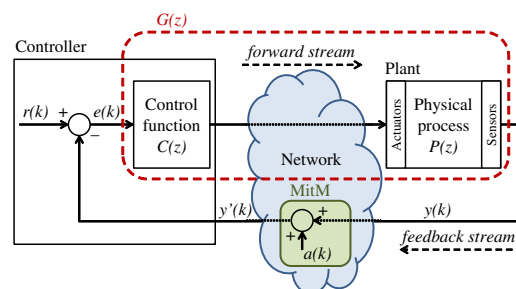 G(z)
Controller
forward stream
Plant
r(k)
+
e(k)
−
Control
function
C(z)
Network
Actuators
Physical
process
P(z)
Sensors
MitM
y'(k)
+
+
a(k)
y(k)
feedback stream